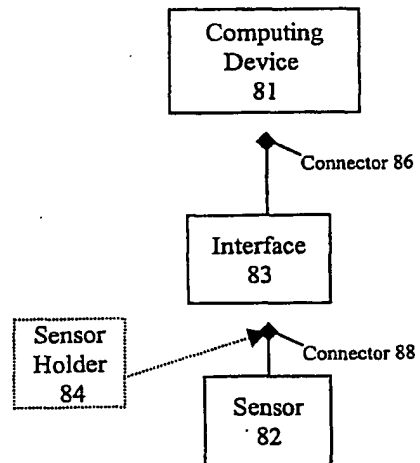 Computing
Device
81
Connector 86
Interface
83
Sensor
Holder
84
Connector 88
Sensor
82